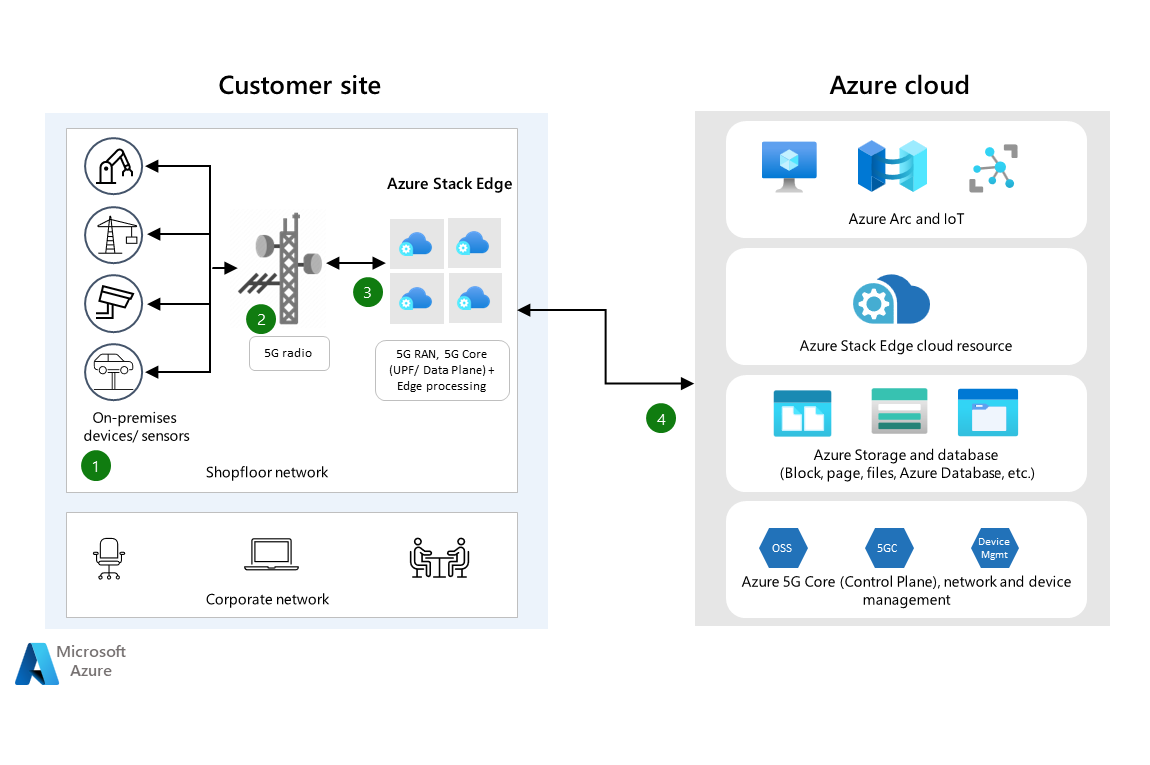 Customer site
Azure cloud
Azure Stack Edge
2
3
5G radio
5G RAN, 5G Core
(UPF/ Data Plane) +
Edge processing
On-premises
devices/ sensors
1
Shopfloor network
Corporate network
4
Azure Arc and IoT
Azure Stack Edge cloud resource
Azure Storage and database
(Block, page, files, Azure Database, etc.)
OSS
5GC
Device
Mgmt
Azure 5G Core (Control Plane), network and device
management
Microsoft
Azure